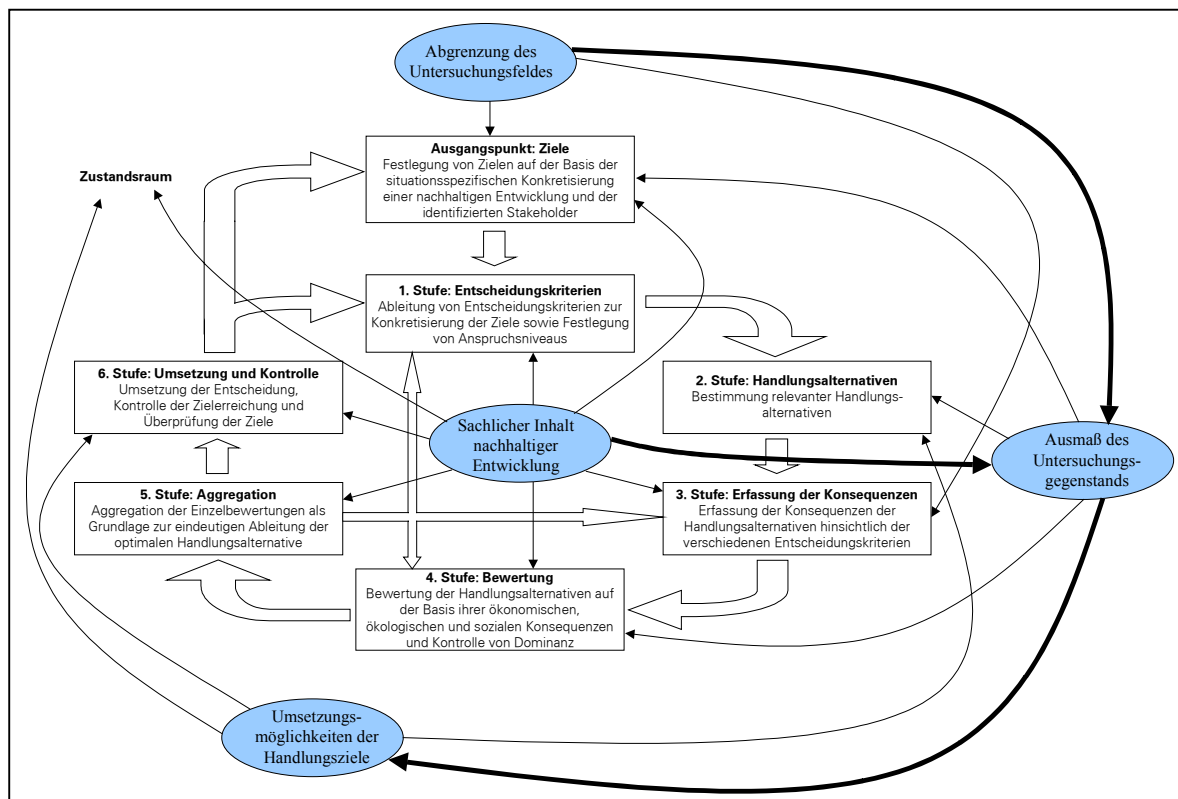 Abgrenzung des
Untersuchungsfeldes
Ausgangspunkt: Ziele
Festlegung von Zielen auf der Basis der
situationsspezifischen Konkretisierung
einer nachhaltigen Entwicklung und der
identifizierten Stakeholder
Zustandsraum
1. Stufe: Entscheidungskriterien
Ableitung von Entscheidungskriterien zur
Konkretisierung der Ziele sowie Festlegung
von Anspruchsniveaus
6. Stufe: Umsetzung und Kontrolle
Umsetzung der Entscheidung,
Kontrolle der Zielerreichung und
Überprüfung der Ziele
2. Stufe: Handlungsalternativen
Bestimmung relevanter Handlungs-
alternativen
Sachlicher Inhalt
nachhaltiger
Entwicklung
Ausmaß des
Untersuchungs-
gegenstands
5. Stufe: Aggregation
Aggregation der Einzelbewertungen als
Grundlage zur eindeutigen Ableitung der
optimalen Handlungsalternative
3. Stufe: Erfassung der Konsequenzen
Erfassung der Konsequenzen der
Handlungsalternativen hinsichtlich der
verschiedenen Entscheidungskriterien
4. Stufe: Bewertung
Bewertung der Handlungsalternativen auf
der Basis ihrer ökonomischen,
ökologischen und sozialen Konsequenzen
und Kontrolle von Dominanz
Umsetzungs-
möglichkeiten der
Handlungsziele